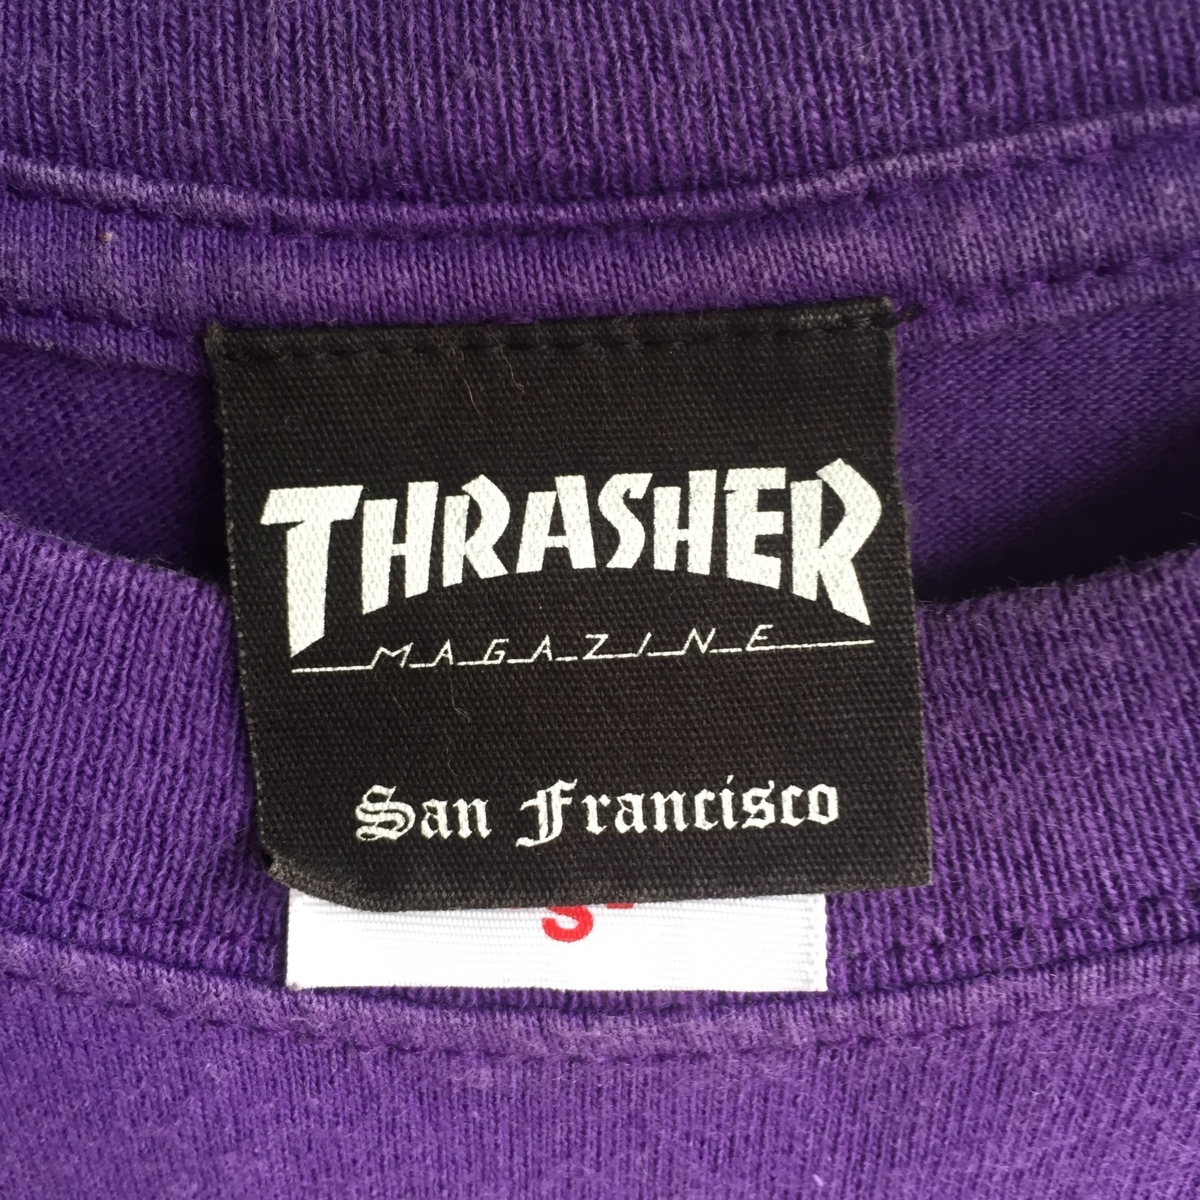 THRASHER
MAGAZINE
San Francisco
S